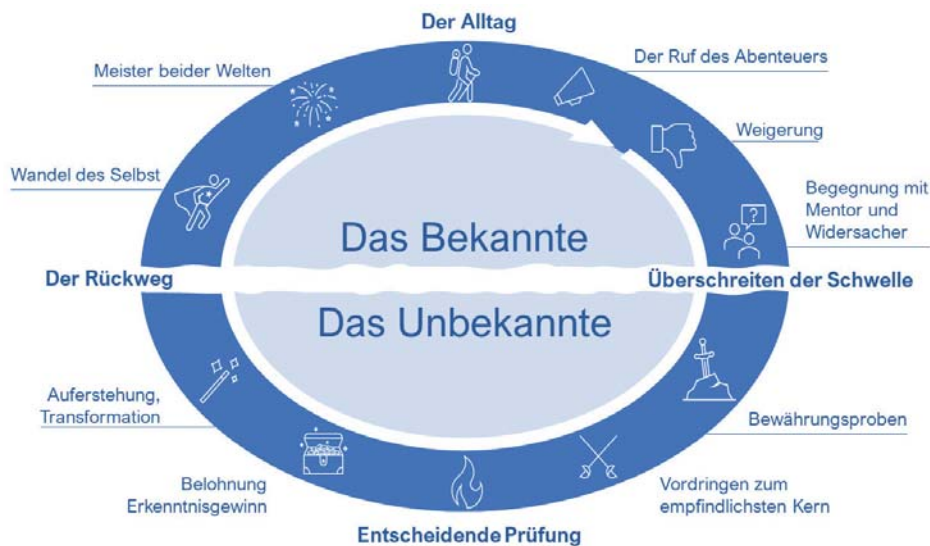 Der Alltag
Der Ruf des Abenteuers
Weigerung
Begegnung mit
Mentor und
Widersacher
Überschreiten der Schwelle
Bewährungsproben
Vordringen zum
empfindlichsten Kern
Entscheidende Prüfung
Belohnung
Erkenntnisgewinn
Auferstehung,
Transformation
Der Rückweg
Wandel des Selbst
Meister beider Welten
Das Bekannte
Das Unbekannte
?